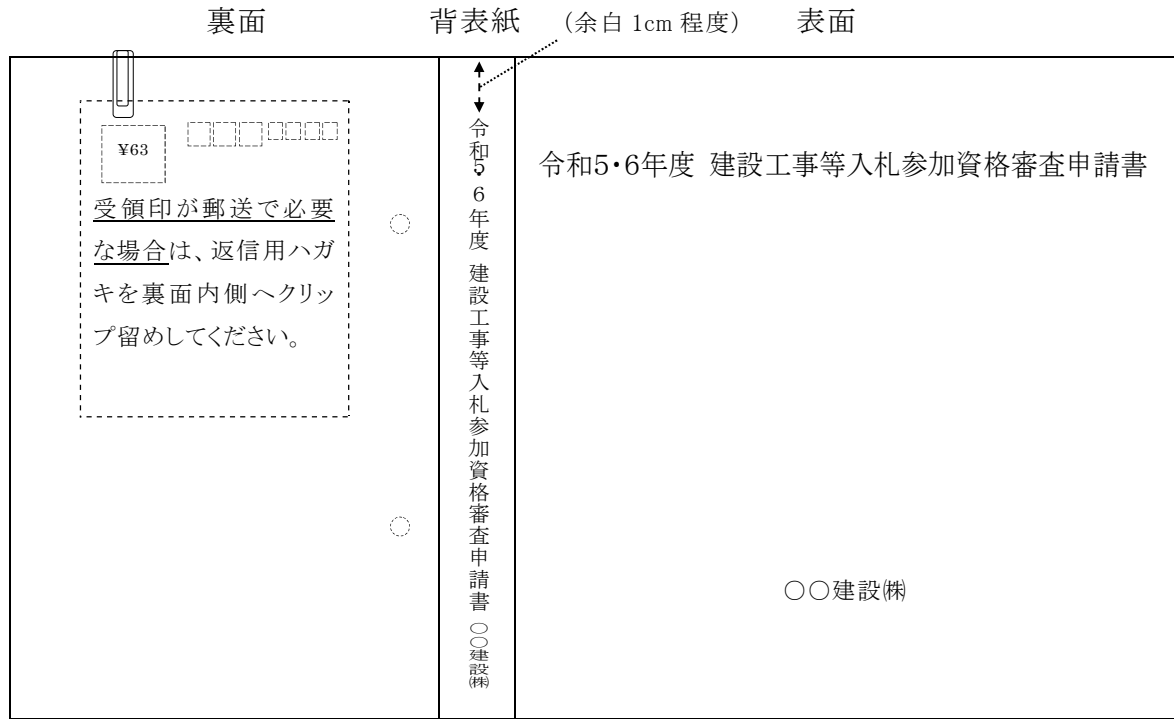 裏面
背表紙
(余白 1cm 程度)
表面
¥63
受領印が郵送で必要
な場合は、返信用ハガ
キを裏面内側へクリッ
プ留めしてください。
令和5・6年度 建設工事等入札参加資格審査申請書 ○○建設㈱
令和5・6年度 建設工事等入札参加資格審査申請書
○○建設㈱